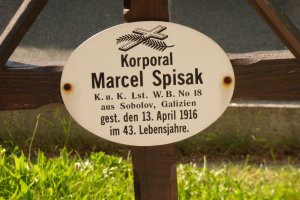 Korporal
Marcel Spisak
K. u. K. Lst. W. B. No 18
aus Sobolov, Galizien
gest. den 13. April 1916
im 43. Lebensjahre.